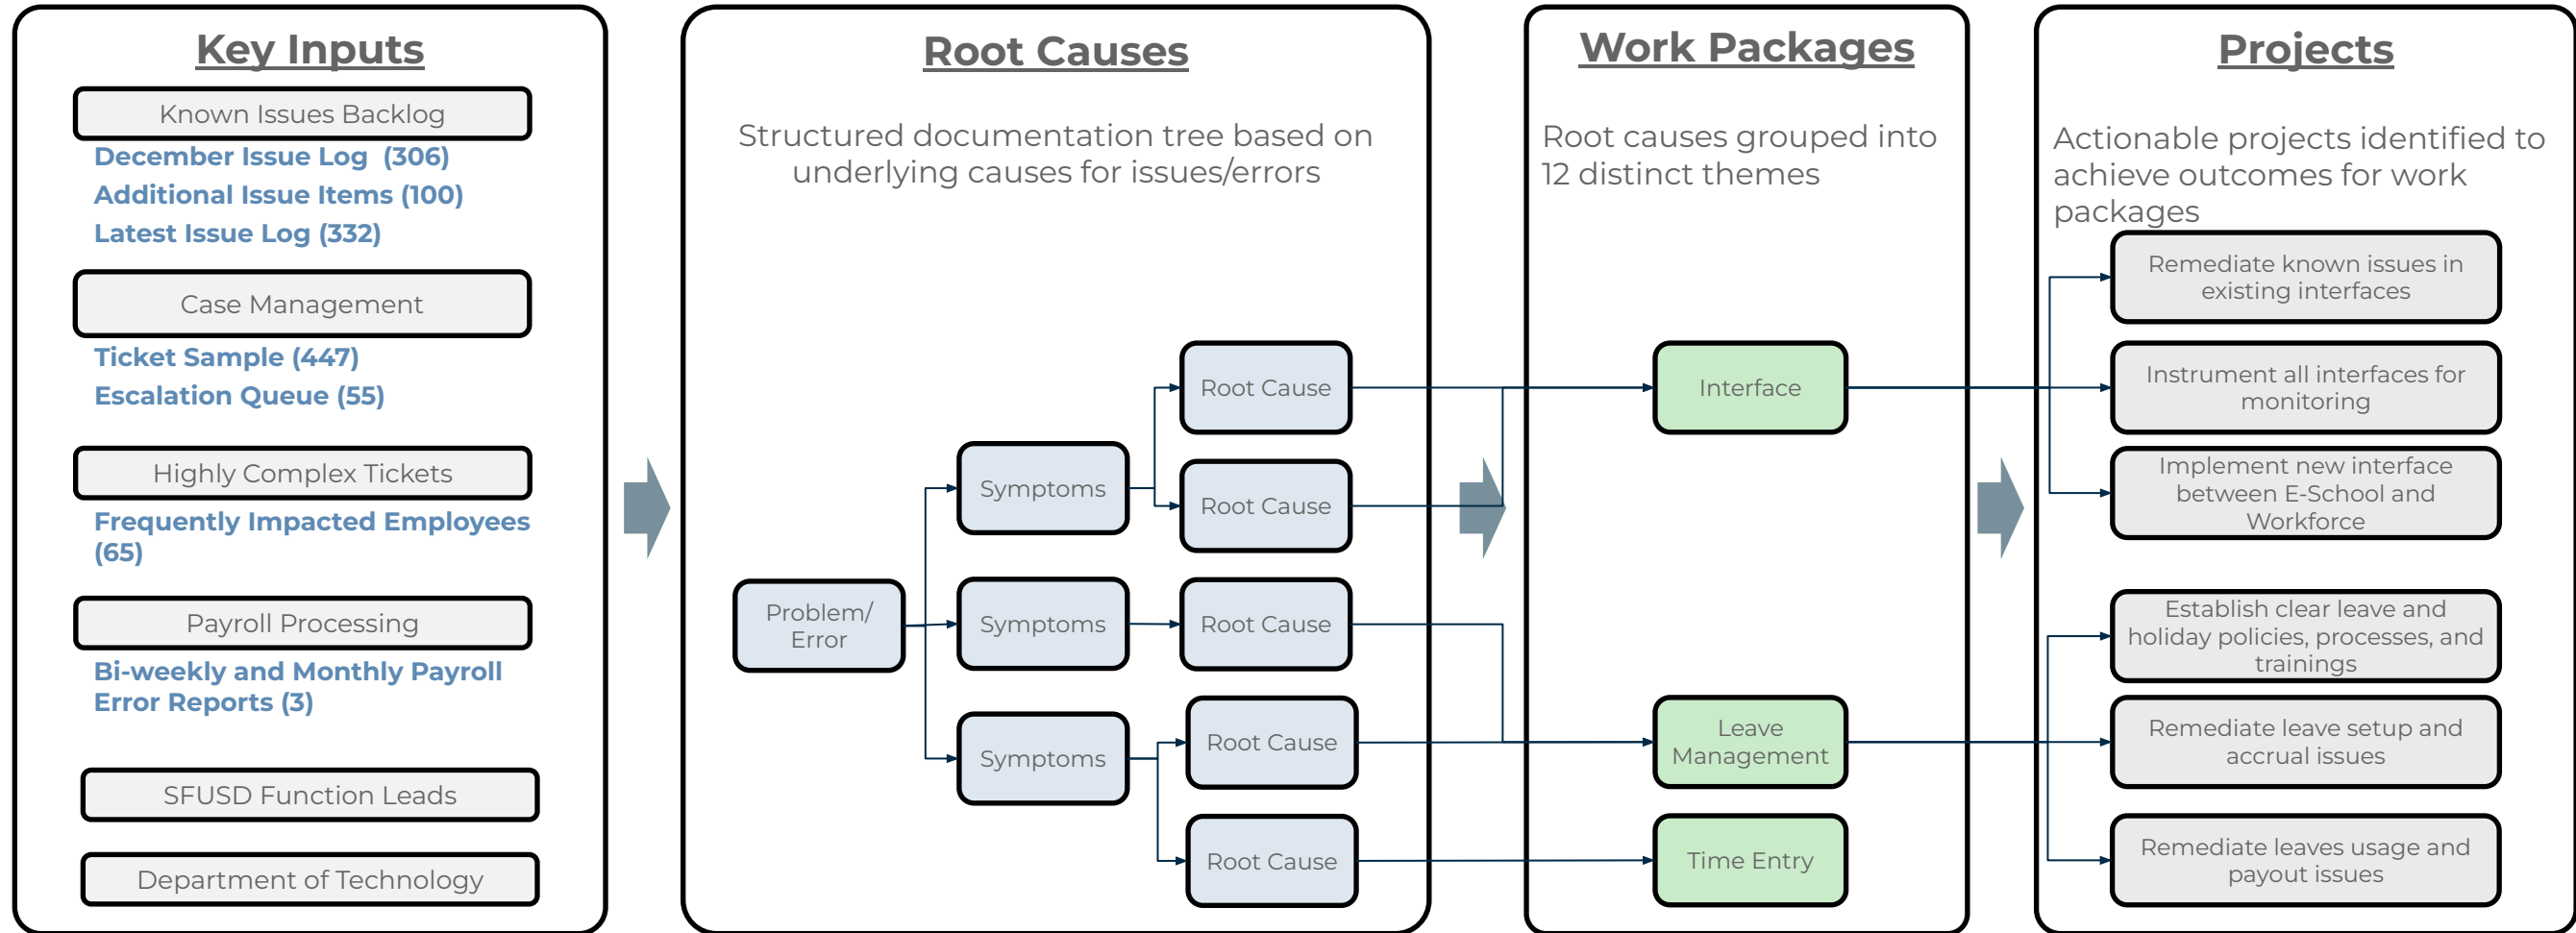 Key Inputs
Known Issues Backlog
December Issue Log  (306)
Additional Issue Items (100)
Latest Issue Log (332)
Case Management
Ticket Sample (447)
Escalation Queue (55)
Highly Complex Tickets
Frequently Impacted Employees
(65)
Payroll Processing
Bi-weekly and Monthly Payroll
Error Reports (3)
SFUSD Function Leads
Department of Technology
Root Causes
Structured documentation tree based on
underlying causes for issues/errors
Problem/
Error
Symptoms
Symptoms
Symptoms
Root Cause
Root Cause
Root Cause
Root Cause
Root Cause
Work Packages
Root causes grouped into
12 distinct themes
Interface
Leave
Management
Time Entry
Projects
Actionable projects identified to
achieve outcomes for work
packages
Remediate known issues in
existing interfaces
Instrument all interfaces for
monitoring
Implement new interface
between E-School and
Workforce
Establish clear leave and
holiday policies, processes, and
trainings
Remediate leave setup and
accrual issues
Remediate leaves usage and
payout issues